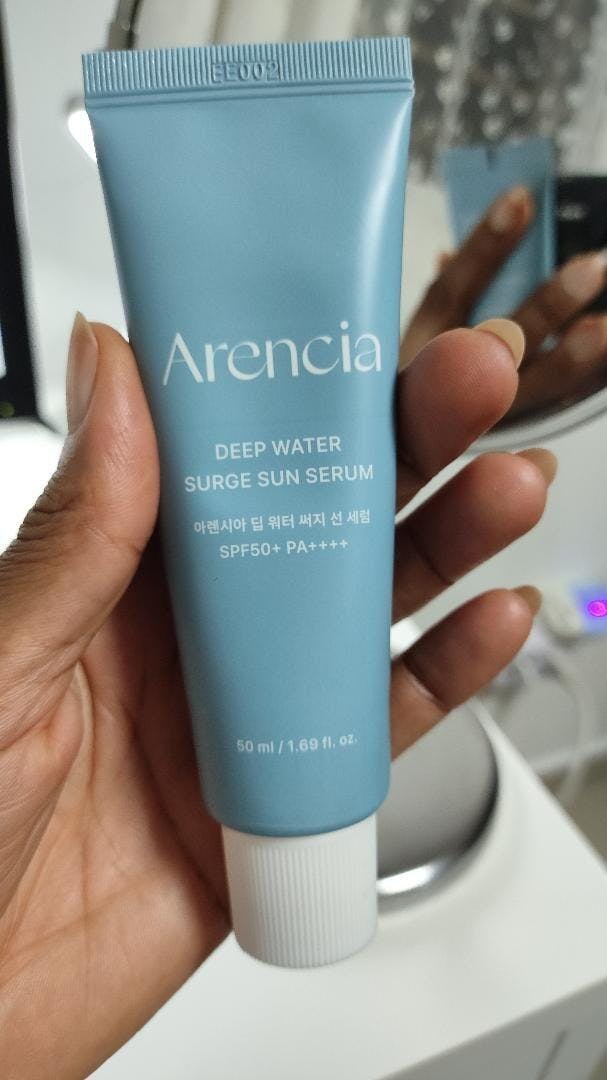 EE002
Arencia
DEEP WATER
SURGE SUN SERUM
아렌시아 딥 워터 써지 선 세럼
SPF50+ PA++++
50 ml / 1.69 fl. oz.